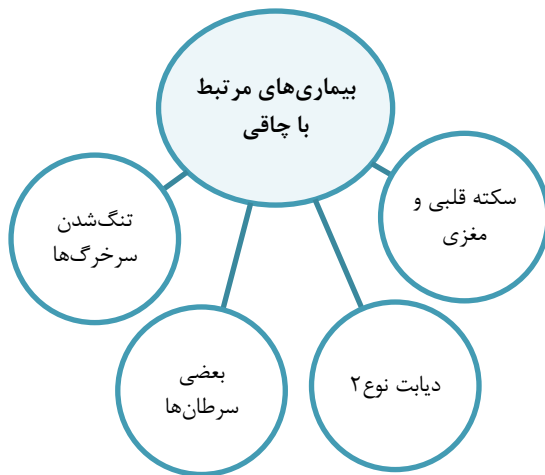 بیماری‌های مرتبط
با چاقی
سکته قلبی و
مغزی
دیابت نوع۲
بعضی
سرطان‌ها
تنگ‌شدن
سرخرگ‌ها